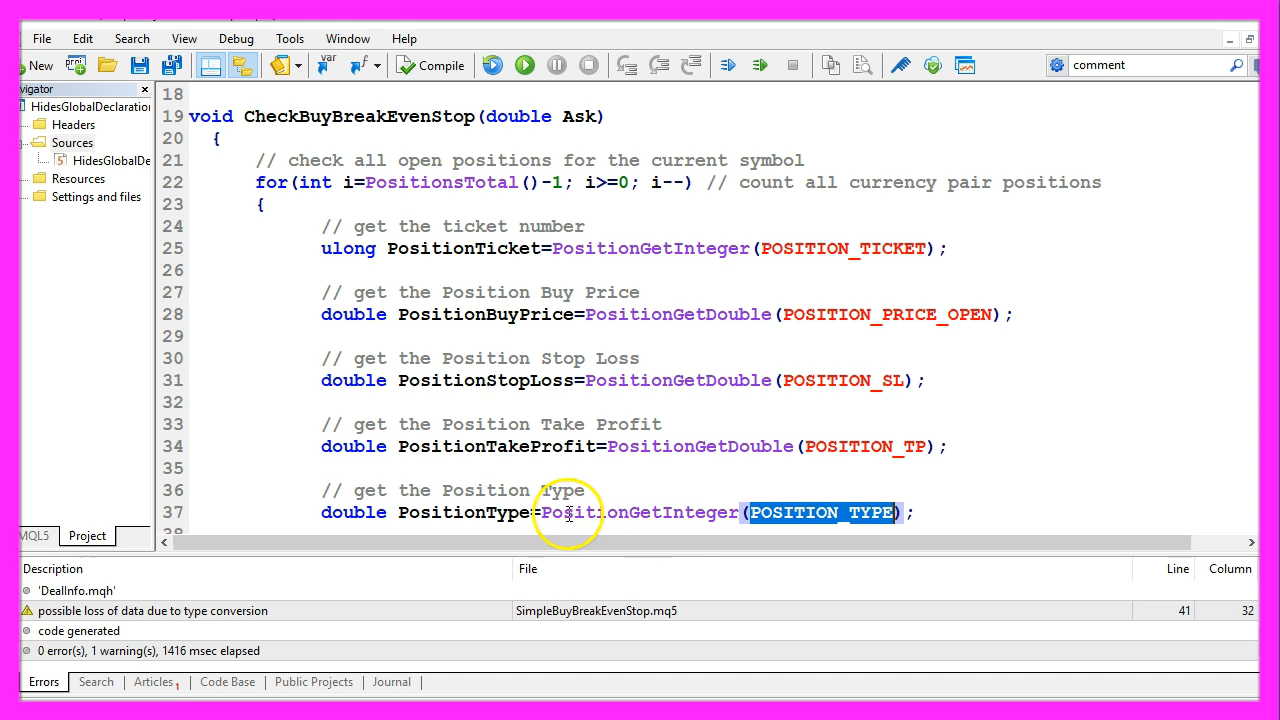 File Edit Search View Debug Tools Window Help
New Compile comment
vigator
HidesGlobalDeclaration
Headers
Sources
HidesGlobalDe
Resources
Settings and files
MQL5 Project
18
19 void CheckBuyBreakEvenStop(double Ask)
20 {
21 // check all open positions for the current symbol
22 for(int i=PositionsTotal()-1; i>=0; i--) // count all currency pair positions
23 {
24 // get the ticket number
25 ulong PositionTicket=PositionGetInteger(POSITION_TICKET);
26
27 // get the Position Buy Price
28 double PositionBuyPrice=PositionGetDouble(POSITION_PRICE_OPEN);
29
30 // get the Position Stop Loss
31 double PositionStopLoss=PositionGetDouble(POSITION_SL);
32
33 // get the Position Take Profit
34 double PositionTakeProfit=PositionGetDouble(POSITION_TP);
35
36 // get the Position Type
37 double PositionType=PositionGetInteger(POSITION_TYPE);
Description File Line Column
'DealInfo.mqh'
possible loss of data due to type conversion SimpleBuyBreakEvenStop.mq5 41 32
code generated
0 error(s), 1 warning(s), 1416 msec elapsed
Errors Search Articles 1 Code Base Public Projects Journal